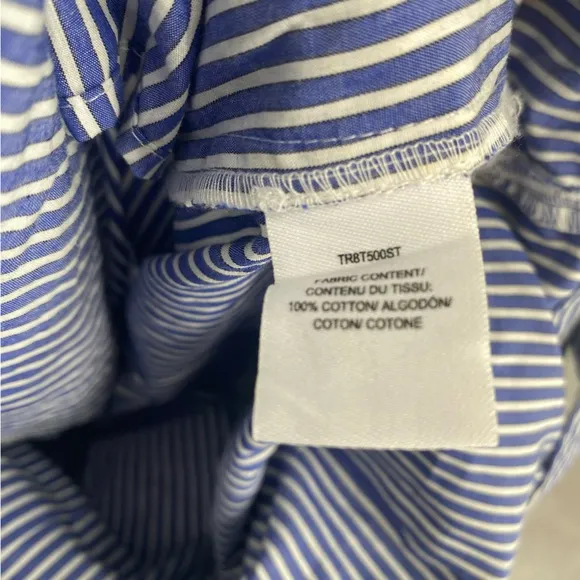 TR8T500ST
FABRIC CONTENT/
CONTENU DU TISSU:
100% COTTON/ ALGODÓN/
COTON/ COTONE